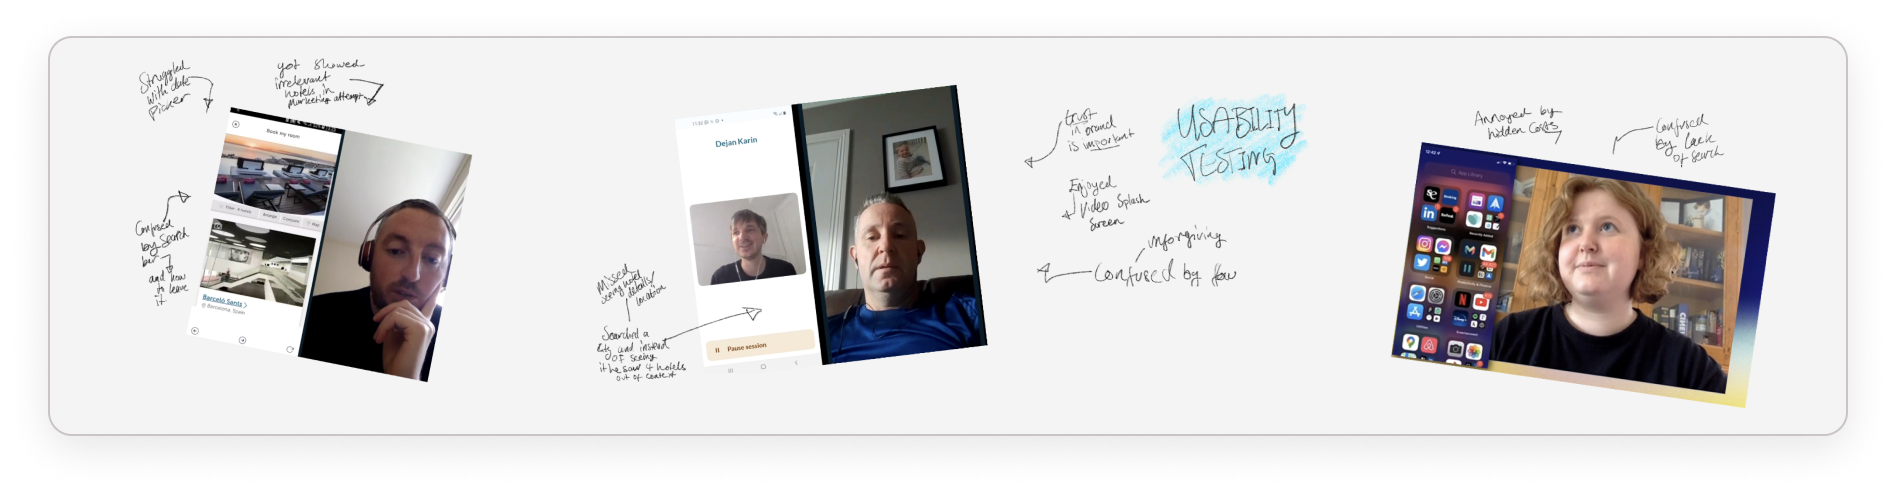 Struggled
with date
picker
yet showed
irrelevant
hotels in
marketing attempt
Book my room
Confused
by search
bar
and how
to leave
it
Barceló Sants >
Barcelona, Spain
Dejan Karin
Pause session
Missed
seeing hotel
details/
location
Searched a
city and instead
of seeing
it he saw 4 hotels
out of context
trust
in brand
is important
Enjoyed
Video Splash
Screen
unforgiving
Confused by flow
USABILITY
TESTING
Annoyed by
hidden costs
Confused
by lack
of search
12:42
App Library